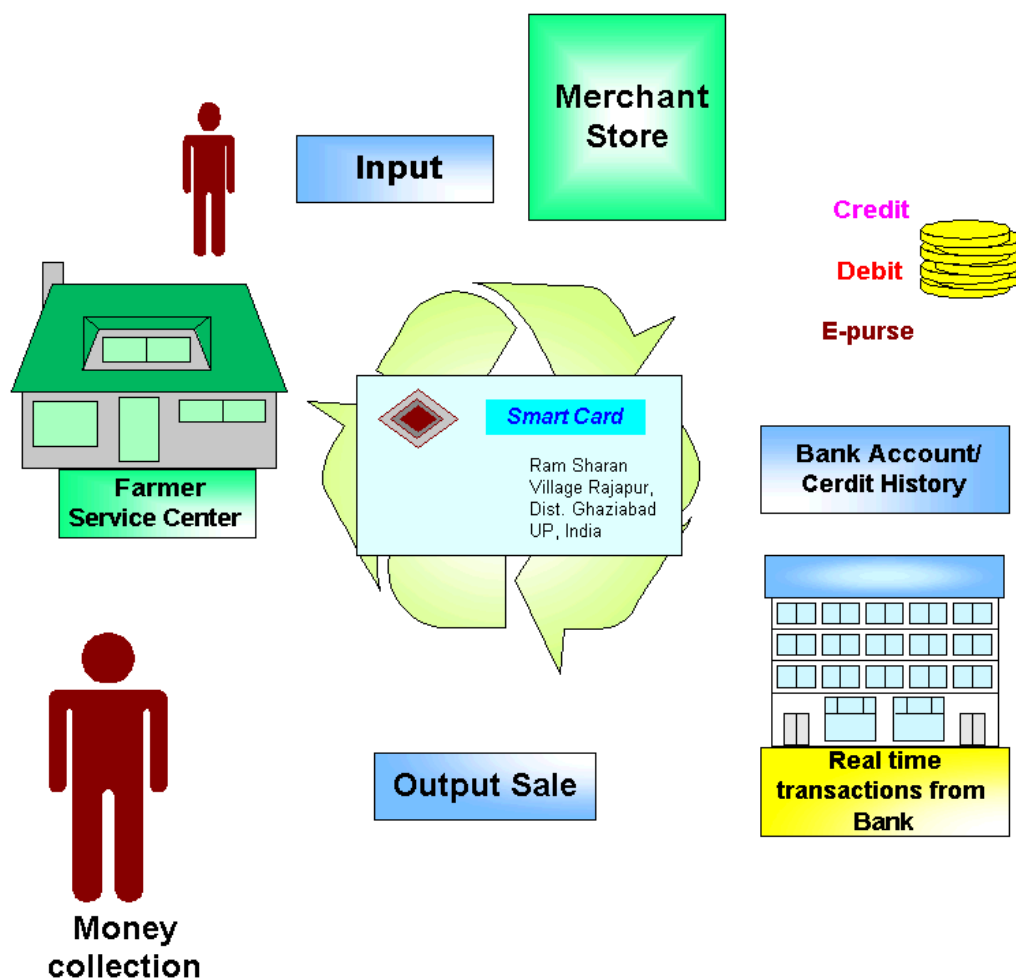 Merchant
Store
Input
Credit
Debit
E-purse
Smart Card
Ram Sharan
Village Rajapur,
Dist. Ghaziabad
UP, India
Bank Account/
Cerdit History
Farmer
Service Center
Output Sale
Real time
transactions from
Bank
Money
collection